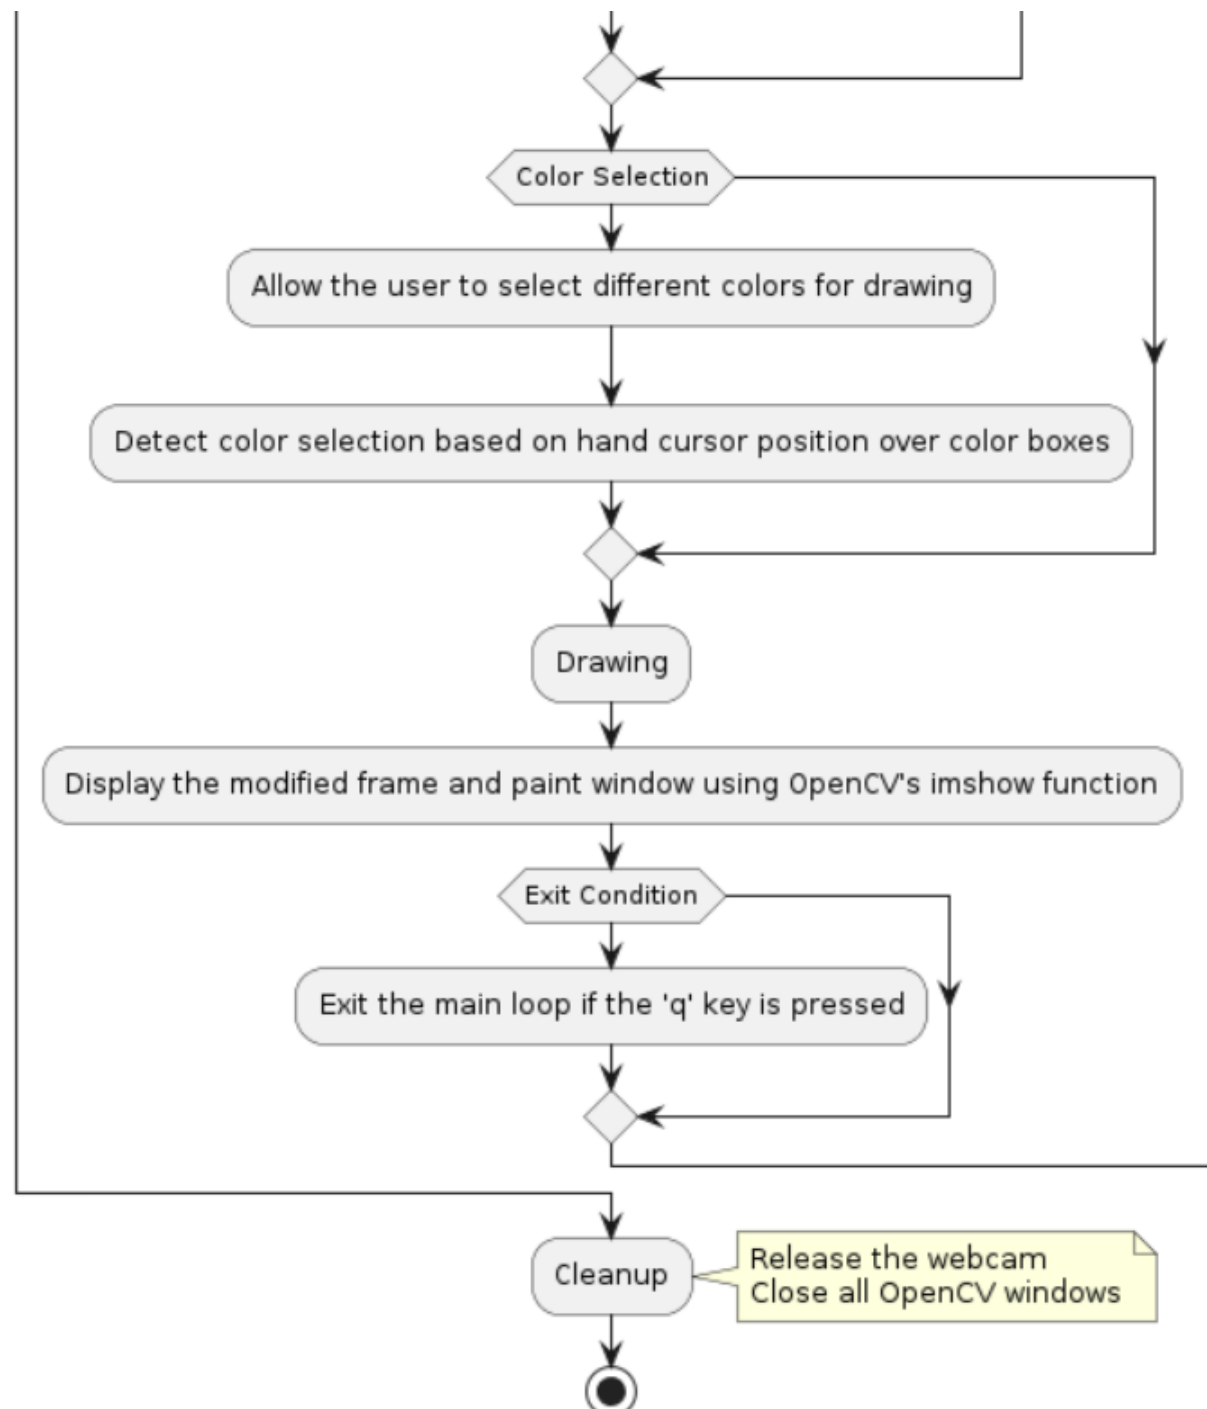 Color Selection
Allow the user to select different colors for drawing
Detect color selection based on hand cursor position over color boxes
Drawing
Display the modified frame and paint window using OpenCV's imshow function
Exit Condition
Exit the main loop if the 'q' key is pressed
Cleanup
Release the webcam
Close all OpenCV windows